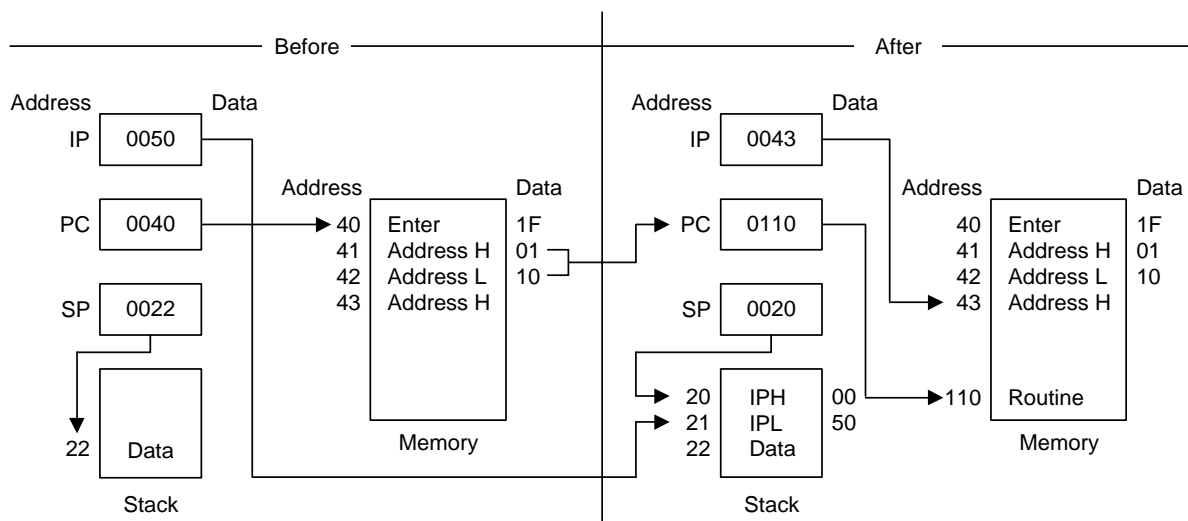 Before
Address Data
IP 0050
Address Data
PC 0040
40 Enter 1F
41 Address H 01
42 Address L 10
43 Address H
SP 0022
22 Data
Memory
Stack
After
Address Data
IP 0043
Address Data
PC 0110
40 Enter 1F
41 Address H 01
42 Address L 10
43 Address H
SP 0020
20 IPH 00
21 IPL 50
22 Data
110 Routine
Memory
Stack